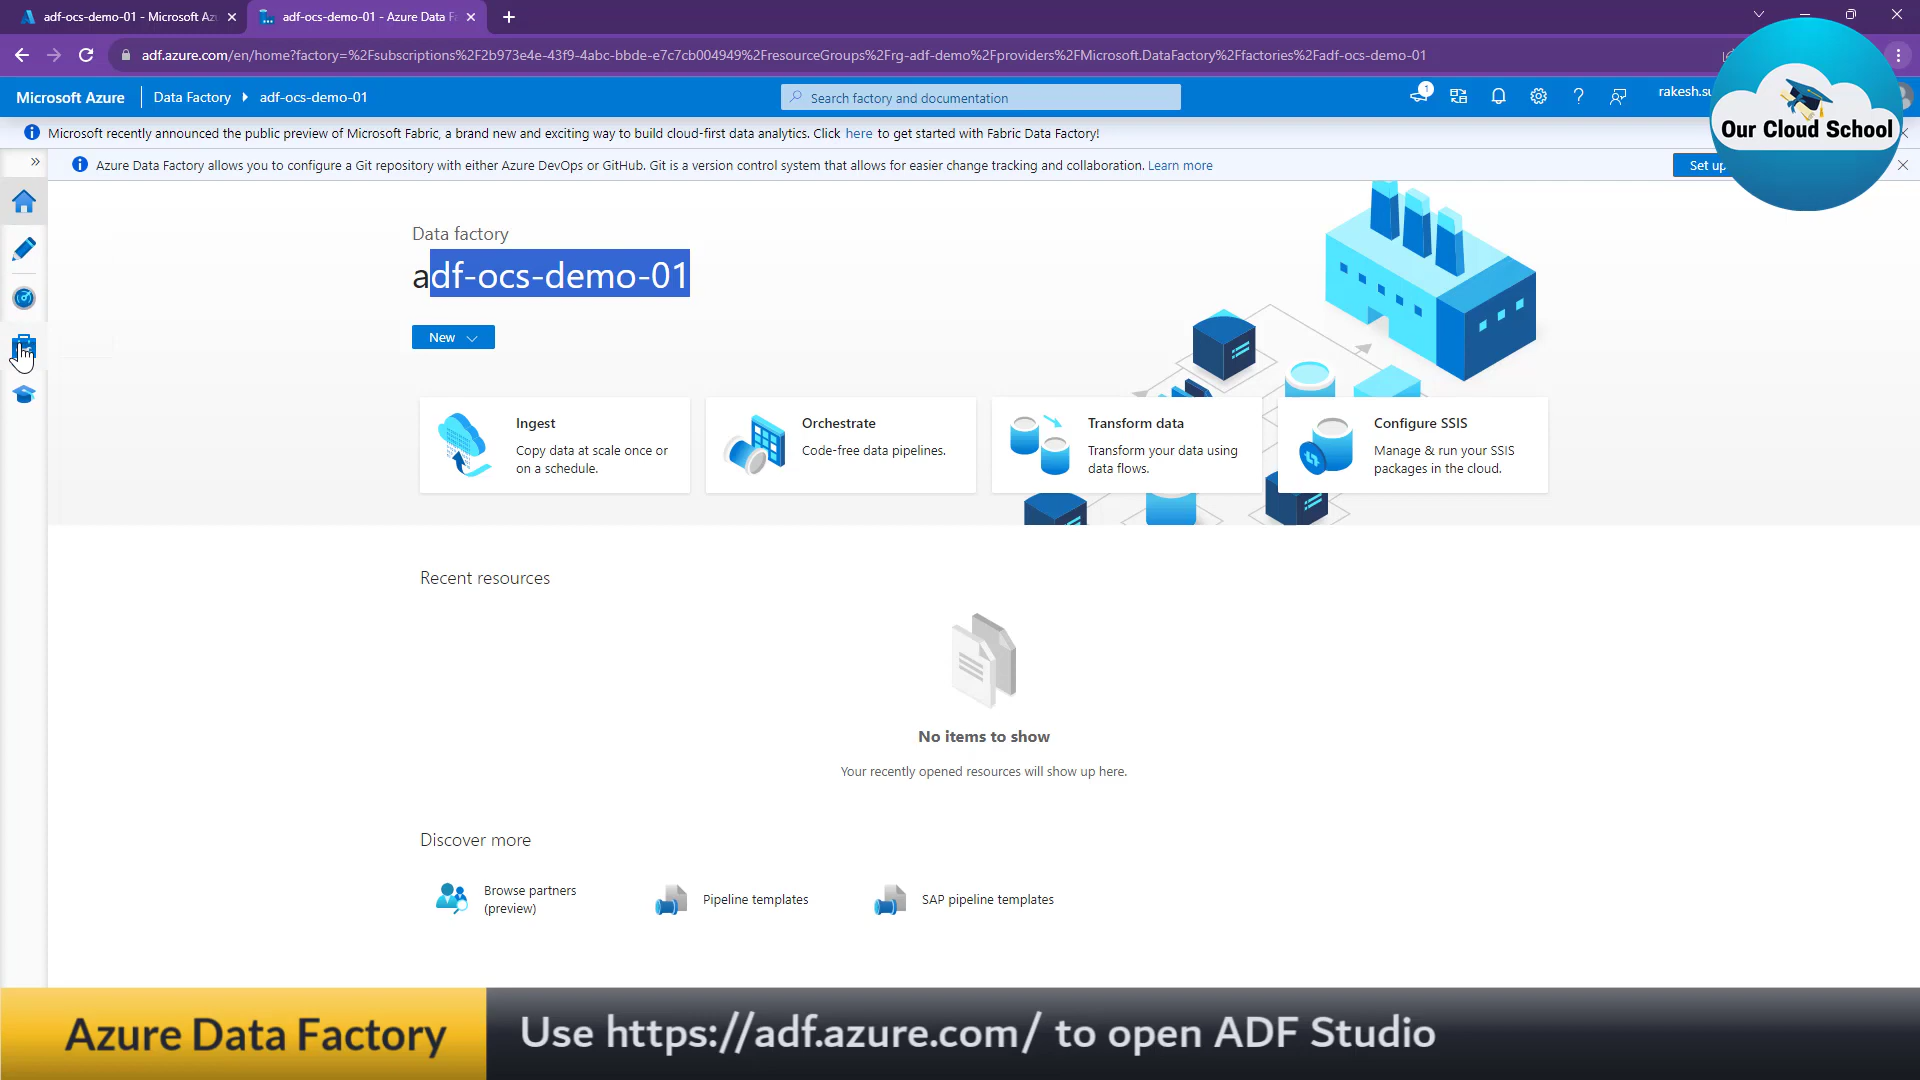 adf-ocs-demo-01 - Microsoft Az
adf-ocs-demo-01 - Azure Data Fa
adf.azure.com/en/home?factory=%2Fsubscriptions%2F2b973e4e-43f9-4abc-bbde-e7c7cb004949%2FresourceGroups%2Frg-adf-demo%2Fproviders%2FMicrosoft.DataFactory%2Ffactories%2Fadf-ocs-demo-01
Microsoft Azure
Data Factory
adf-ocs-demo-01
Search factory and documentation
1
rakesh.su
Our Cloud School
Microsoft recently announced the public preview of Microsoft Fabric, a brand new and exciting way to build cloud-first data analytics. Click here to get started with Fabric Data Factory!
Azure Data Factory allows you to configure a Git repository with either Azure DevOps or GitHub. Git is a version control system that allows for easier change tracking and collaboration. Learn more
Set up
Data factory
adf-ocs-demo-01
New
Ingest
Copy data at scale once or
on a schedule.
Orchestrate
Code-free data pipelines.
Transform data
Transform your data using
data flows.
Configure SSIS
Manage & run your SSIS
packages in the cloud.
Recent resources
No items to show
Your recently opened resources will show up here.
Discover more
Browse partners
(preview)
Pipeline templates
SAP pipeline templates
Azure Data Factory
Use https://adf.azure.com/ to open ADF Studio